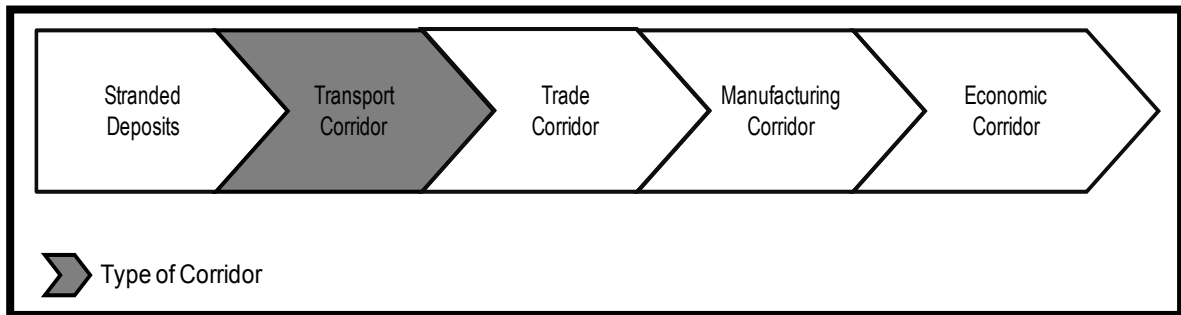 Stranded
Deposits
Transport
Corridor
Trade
Corridor
Manufacturing
Corridor
Economic
Corridor
Type of Corridor